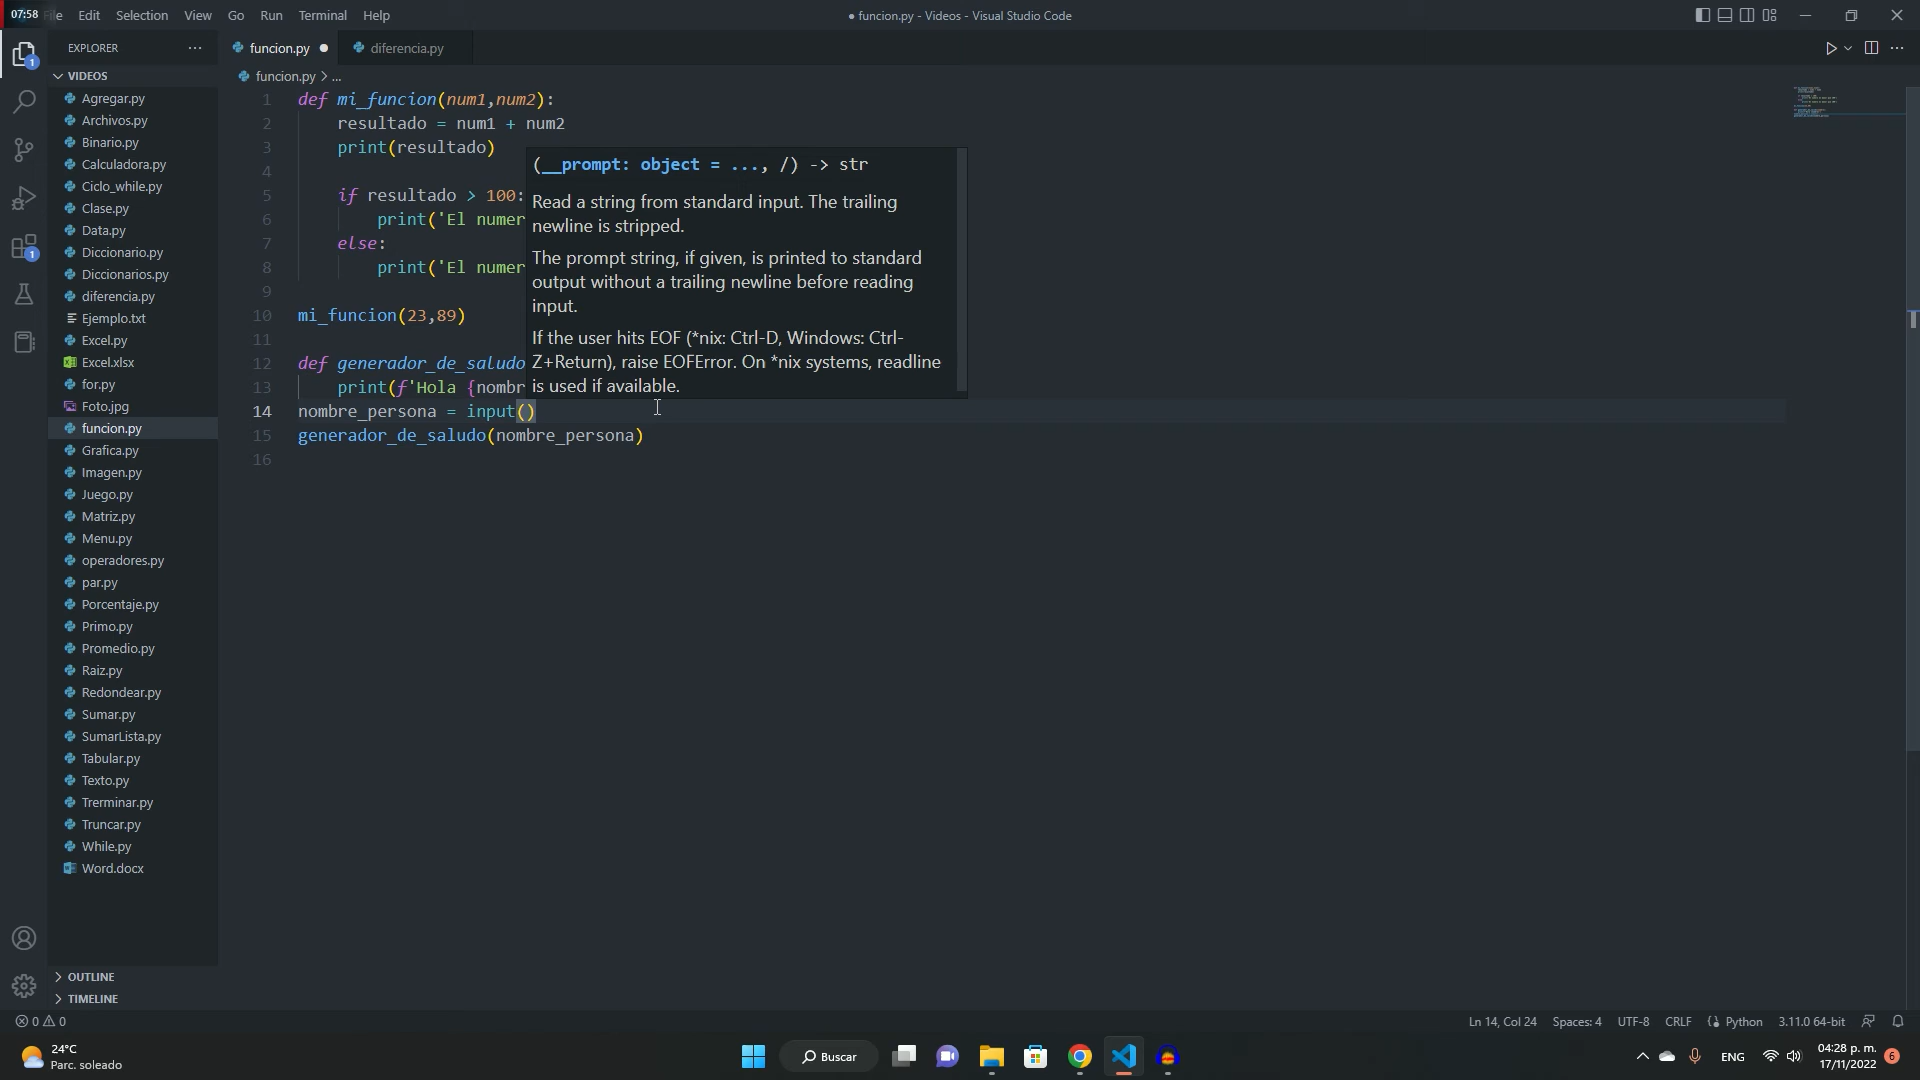 07:58
File Edit Selection View Go Run Terminal Help
● funcion.py - Videos - Visual Studio Code
EXPLORER
funcion.py
diferencia.py
VIDEOS
funcion.py > ...
1
Agregar.py
Archivos.py
Binario.py
Calculadora.py
Ciclo_while.py
Clase.py
Data.py
Diccionario.py
Diccionarios.py
diferencia.py
Ejemplo.txt
Excel.py
Excel.xlsx
for.py
Foto.jpg
funcion.py
Grafica.py
Imagen.py
Juego.py
Matriz.py
Menu.py
operadores.py
par.py
Porcentaje.py
Primo.py
Promedio.py
Raiz.py
Redondear.py
Sumar.py
SumarLista.py
Tabular.py
Texto.py
Trerminar.py
Truncar.py
While.py
Word.docx
1
OUTLINE
TIMELINE
1 def mi_funcion(num1,num2):
2 resultado = num1 + num2
3 print(resultado)
4
5 if resultado > 100:
6 print('El numer
7 else:
8 print('El numer
9
10 mi_funcion(23,89)
11
12 def generador_de_saludo
13 print(f'Hola {nombr
14 nombre_persona = input()
15 generador_de_saludo(nombre_persona)
16
(__prompt: object = ..., /) -> str
Read a string from standard input. The trailing
newline is stripped.
The prompt string, if given, is printed to standard
output without a trailing newline before reading
input.
If the user hits EOF (*nix: Ctrl-D, Windows: Ctrl-
Z+Return), raise EOFError. On *nix systems, readline
is used if available.
0 0
Ln 14, Col 24 Spaces: 4 UTF-8 CRLF Python 3.11.0 64-bit
24°C
Parc. soleado
Buscar
ENG
04:28 p. m.
17/11/2022
6